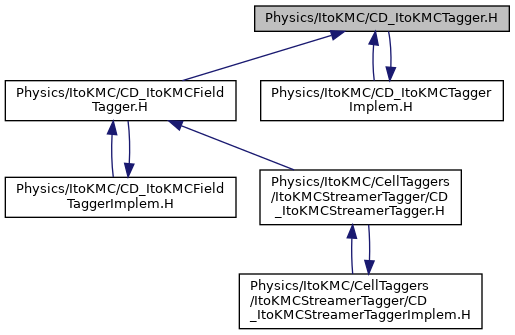 Physics/ItoKMC/CD_ItoKMCTagger.H
Physics/ItoKMC/CD_ItoKMCField
Tagger.H
Physics/ItoKMC/CD_ItoKMCTagger
Implem.H
Physics/ItoKMC/CD_ItoKMCField
TaggerImplem.H
Physics/ItoKMC/CellTaggers
/ItoKMCStreamerTagger/CD
_ItoKMCStreamerTagger.H
Physics/ItoKMC/CellTaggers
/ItoKMCStreamerTagger/CD
_ItoKMCStreamerTaggerImplem.H